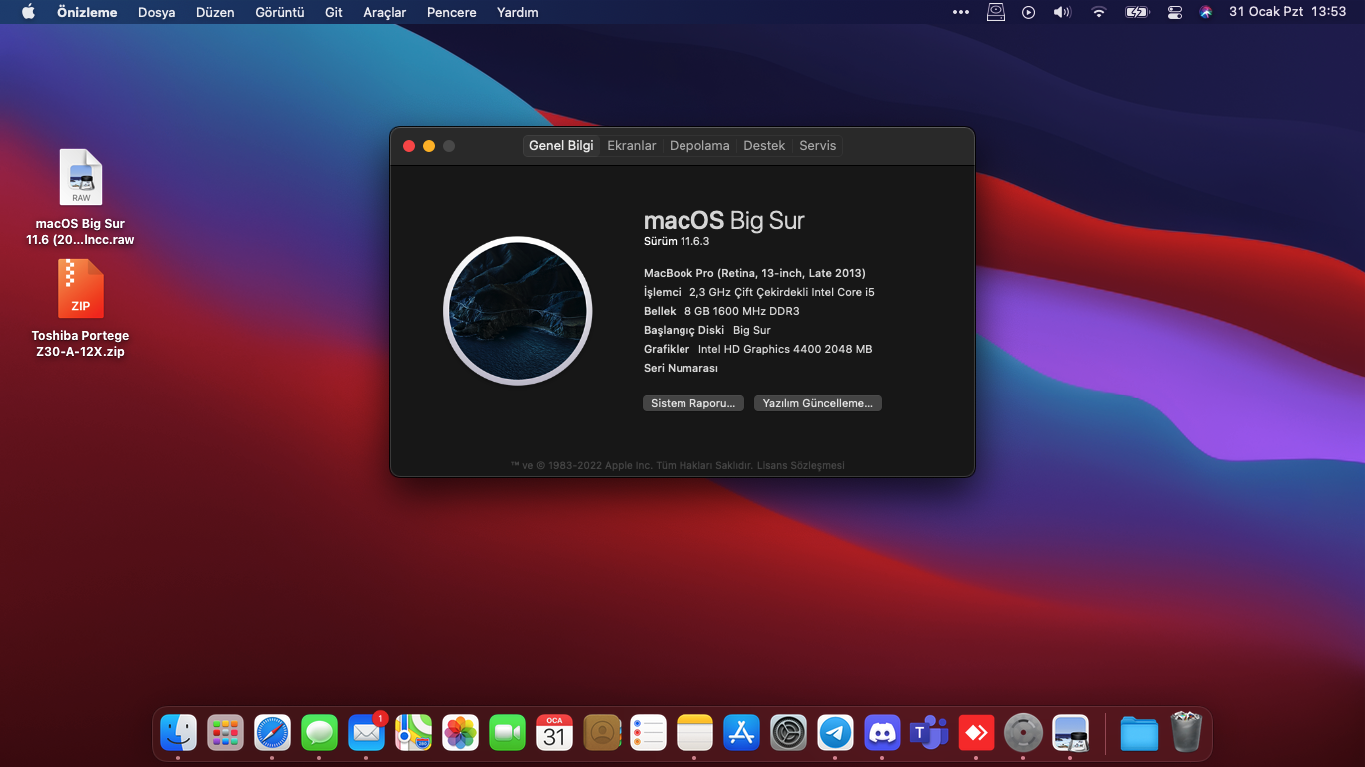 Önizleme Dosya Düzen Görüntü Git Araçlar Pencere Yardım
31 Ocak Pzt 13:53
RAW
macOS Big Sur
11.6 (20...lncc.raw
ZIP
Toshiba Portege
Z30-A-12X.zip
Genel Bilgi Ekranlar Depolama Destek Servis
macOS Big Sur
Sürüm 11.6.3
MacBook Pro (Retina, 13-inch, Late 2013)
İşlemci 2,3 GHz Çift Çekirdekli Intel Core i5
Bellek 8 GB 1600 MHz DDR3
Başlangıç Diski Big Sur
Grafikler Intel HD Graphics 4400 2048 MB
Seri Numarası
Sistem Raporu... Yazılım Güncelleme...
™ ve © 1983-2022 Apple Inc. Tüm Hakları Saklıdır. Lisans Sözleşmesi
1
OCA
31
T